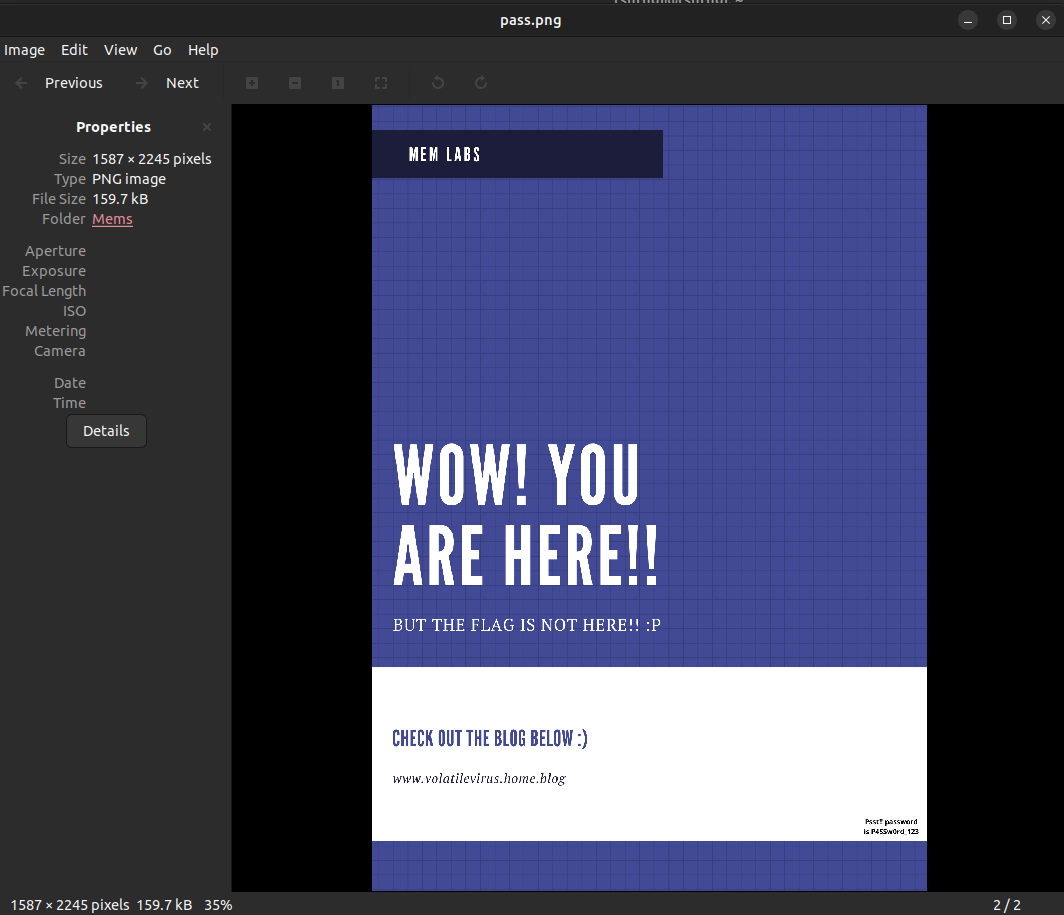 pass.png
Image Edit View Go Help
Previous Next
Properties
Size 1587 × 2245 pixels
Type PNG image
File Size 159.7 kB
Folder Mems
Aperture
Exposure
Focal Length
ISO
Metering
Camera
Date
Time
Details
MEM LABS
WOW! YOU
ARE HERE!!
BUT THE FLAG IS NOT HERE!! :P
CHECK OUT THE BLOG BELOW :)
www.volatilevirus.home.blog
Psst!! password
is P4SSw0rd_123
1587 × 2245 pixels 159.7 kB 35%
2 / 2